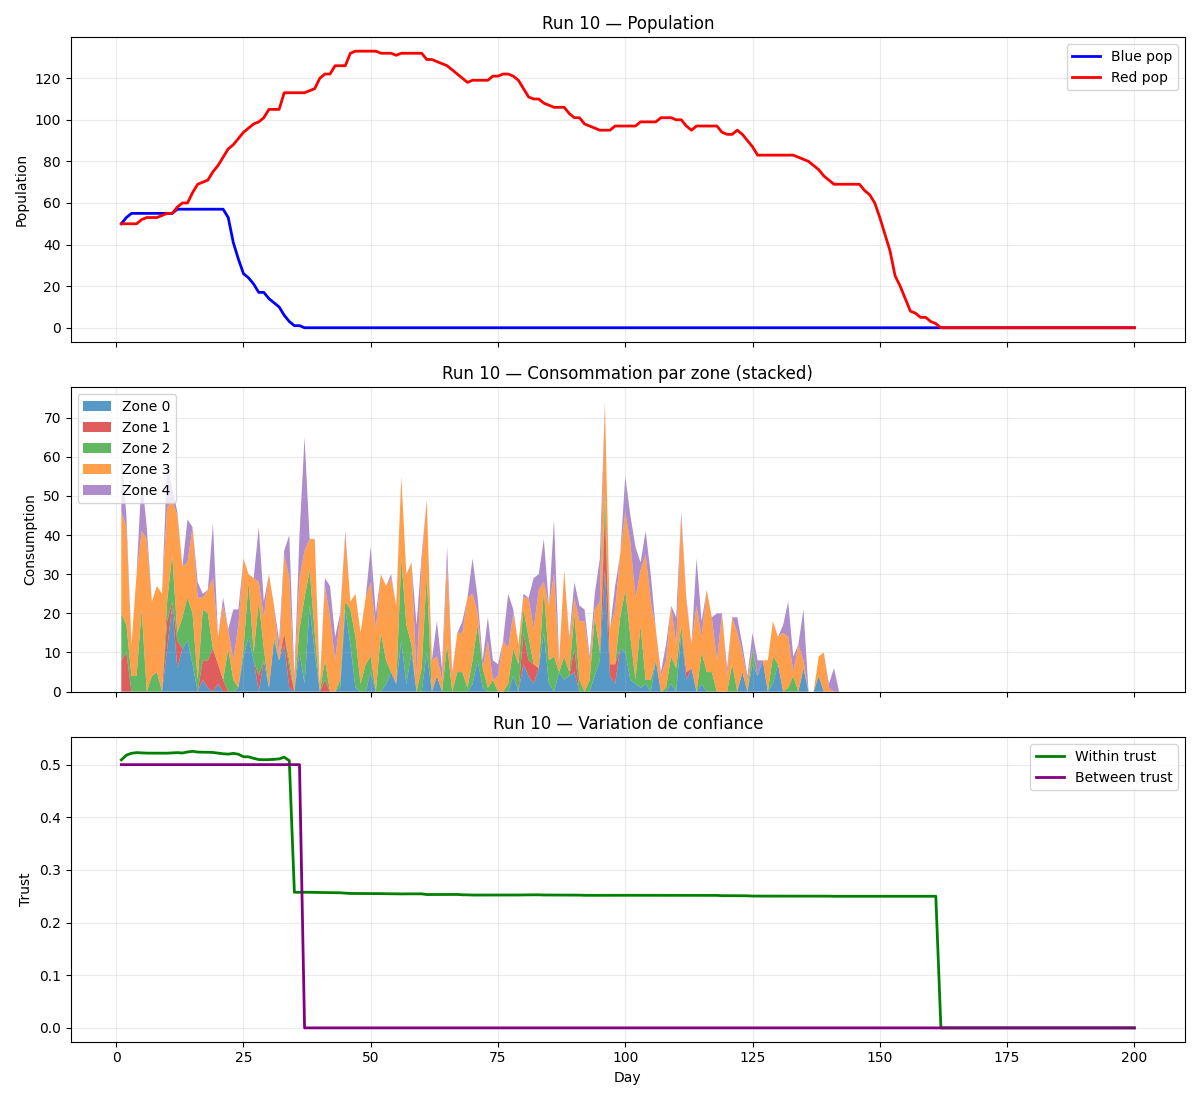 Run 10 — Population
Population
120
100
80
60
40
20
0
Blue pop
Red pop
Run 10 — Consommation par zone (stacked)
Consumption
70
60
50
40
30
20
10
0
Zone 0
Zone 1
Zone 2
Zone 3
Zone 4
Run 10 — Variation de confiance
Trust
0.5
0.4
0.3
0.2
0.1
0.0
Within trust
Between trust
0 25 50 75 100 125 150 175 200
Day